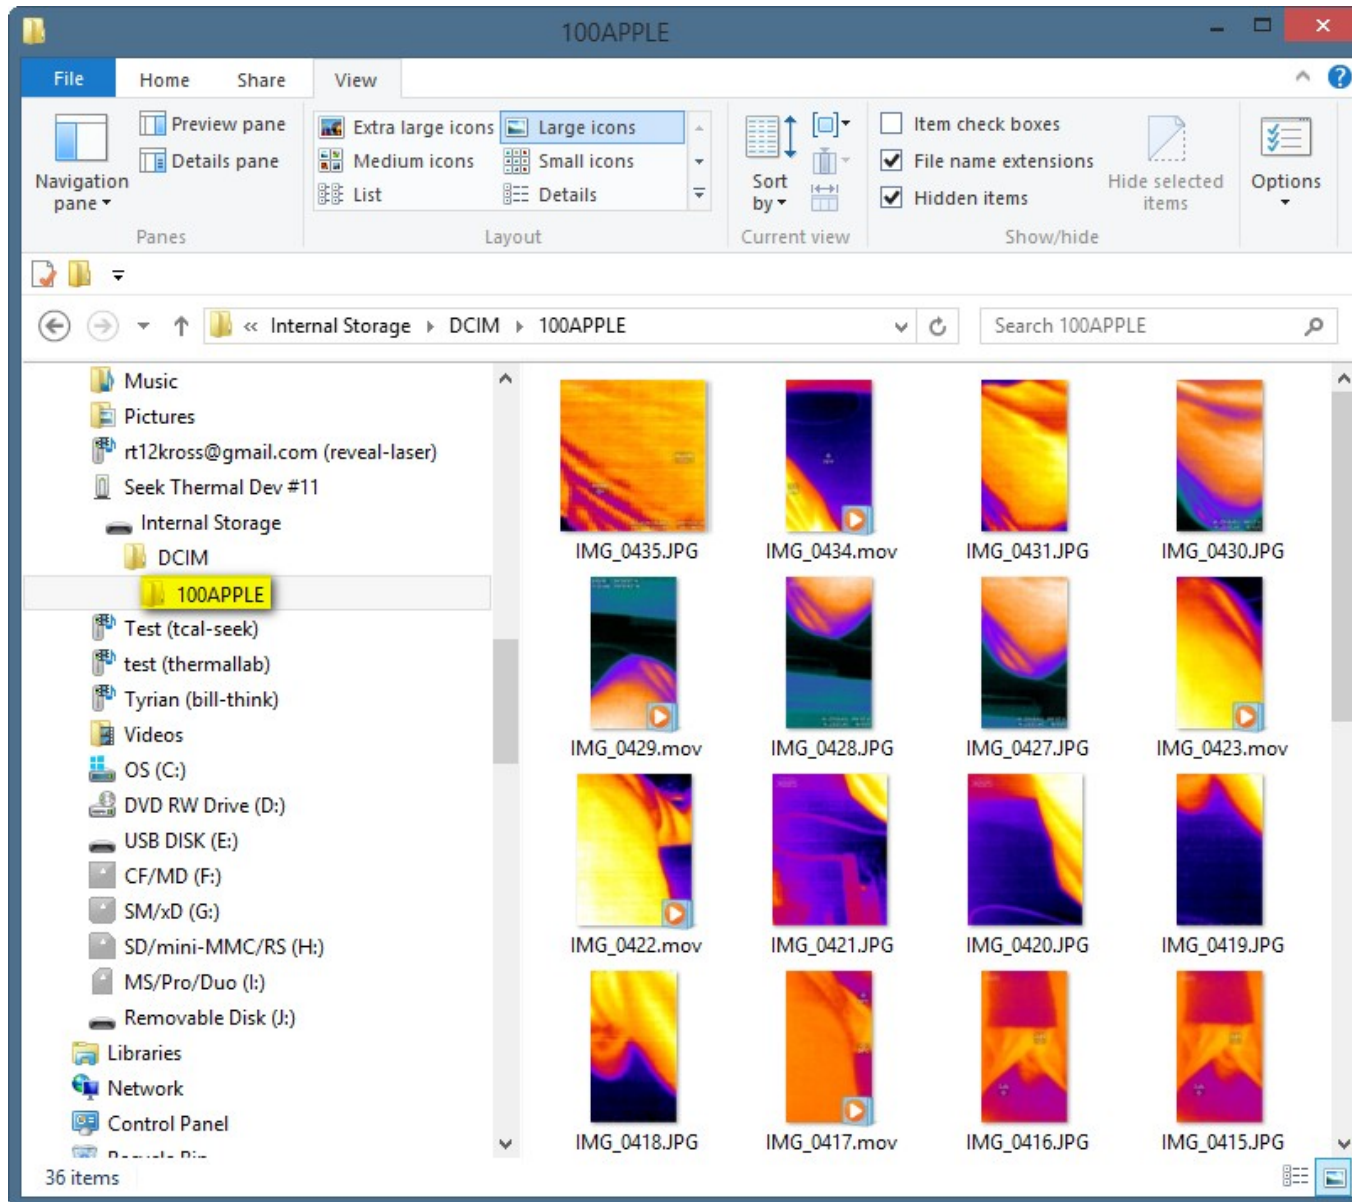 100APPLE
File Home Share View
Preview pane
Details pane
Navigation pane
Panes
Extra large icons Large icons
Medium icons Small icons
List Details
Layout
Sort by
Current view
Item check boxes
File name extensions
Hidden items
Hide selected items
Show/hide
Options
« Internal Storage DCIM 100APPLE
Search 100APPLE
Music
Pictures
rt12kross@gmail.com (reveal-laser)
Seek Thermal Dev #11
Internal Storage
DCIM
100APPLE
Test (tcal-seek)
test (thermallab)
Tyrian (bill-think)
Videos
OS (C:)
DVD RW Drive (D:)
USB DISK (E:)
CF/MD (F:)
SM/xD (G:)
SD/mini-MMC/RS (H:)
MS/Pro/Duo (I:)
Removable Disk (J:)
Libraries
Network
Control Panel
IMG_0435.JPG IMG_0434.mov IMG_0431.JPG IMG_0430.JPG
IMG_0429.mov IMG_0428.JPG IMG_0427.JPG IMG_0423.mov
IMG_0422.mov IMG_0421.JPG IMG_0420.JPG IMG_0419.JPG
IMG_0418.JPG IMG_0417.mov IMG_0416.JPG IMG_0415.JPG
36 items